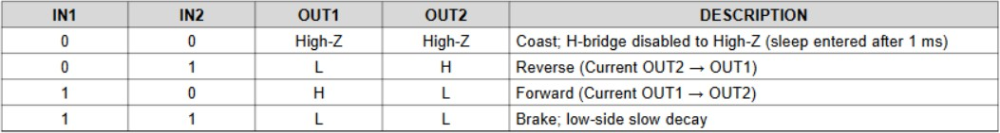 IN1 IN2 OUT1 OUT2 DESCRIPTION
0 0 High-Z High-Z Coast; H-bridge disabled to High-Z (sleep entered after 1 ms)
0 1 L H Reverse (Current OUT2 → OUT1)
1 0 H L Forward (Current OUT1 → OUT2)
1 1 L L Brake; low-side slow decay